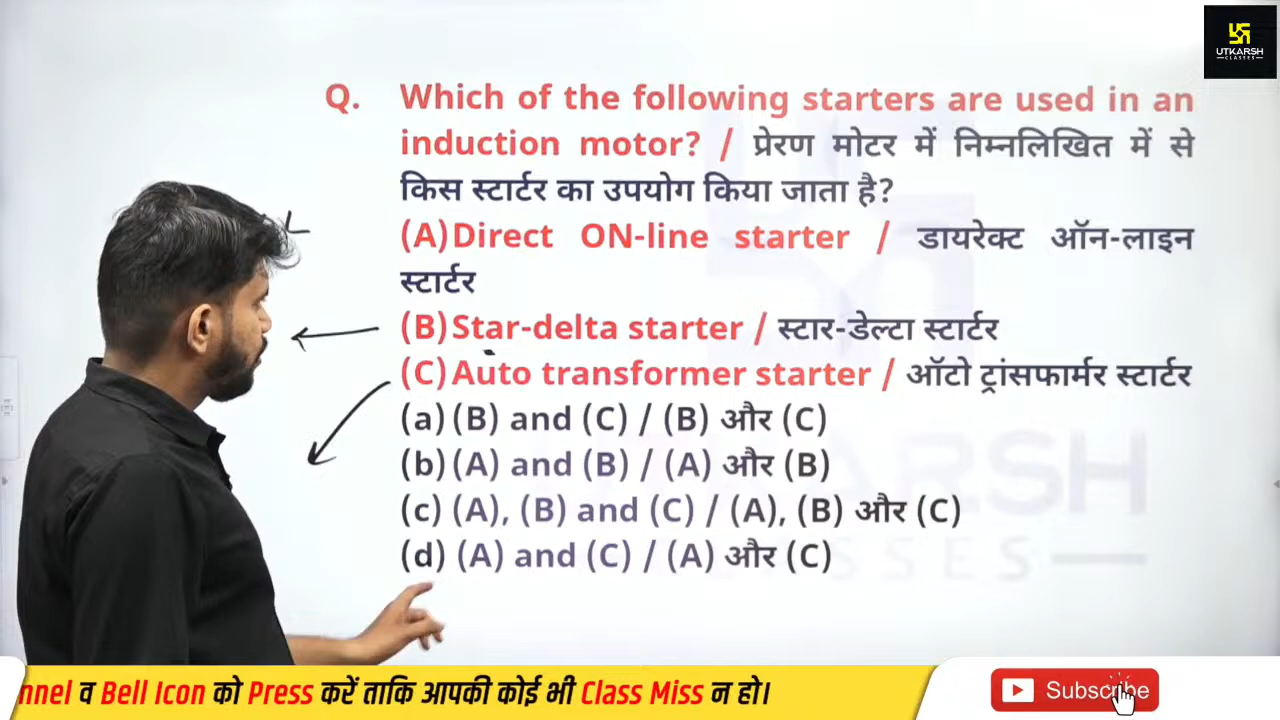 UTKARSH
CLASSES
Q. Which of the following starters are used in an
induction motor? / प्रेरण मोटर में निम्नलिखित में से
किस स्टार्टर का उपयोग किया जाता है?
(A) Direct ON-line starter / डायरेक्ट ऑन-लाइन
स्टार्टर
(B) Star-delta starter / स्टार-डेल्टा स्टार्टर
(C) Auto transformer starter / ऑटो ट्रांसफार्मर स्टार्टर
(a) (B) and (C) / (B) और (C)
(b) (A) and (B) / (A) और (B)
(c) (A), (B) and (C) / (A), (B) और (C)
(d) (A) and (C) / (A) और (C)
व Bell Icon को Press करें ताकि आपकी कोई भी Class Miss न हो।
Subscribe